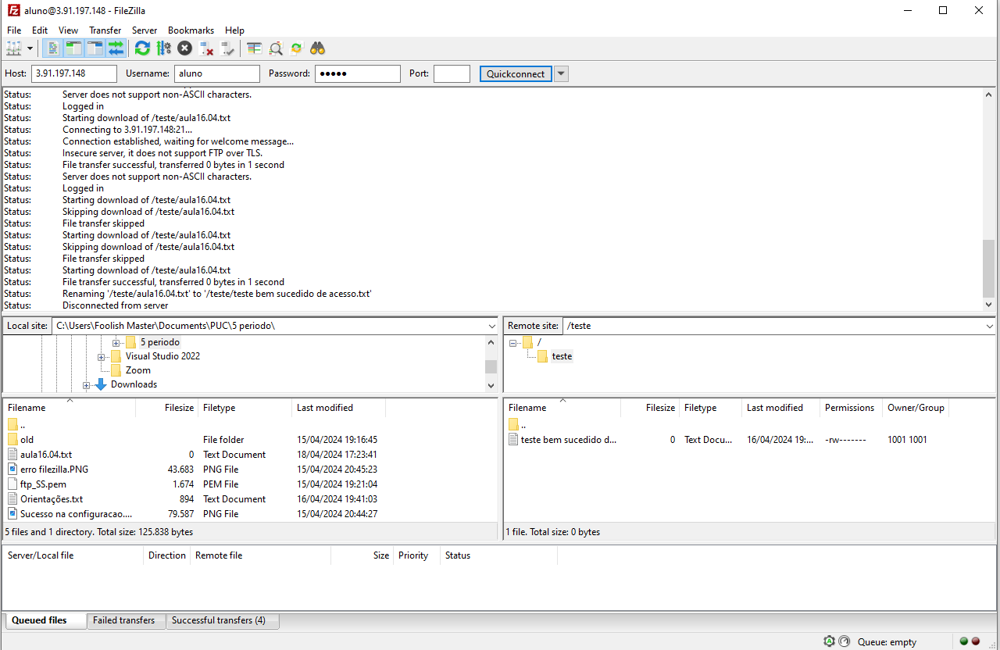 aluno@3.91.197.148 - FileZilla
File Edit View Transfer Server Bookmarks Help
Host: 3.91.197.148 Username: aluno Password: ●●●●● Port: Quickconnect
Status: Server does not support non-ASCII characters.
Status: Logged in
Status: Starting download of /teste/aula16.04.txt
Status: Connecting to 3.91.197.148:21...
Status: Connection established, waiting for welcome message...
Status: Insecure server, it does not support FTP over TLS.
Status: File transfer successful, transferred 0 bytes in 1 second
Status: Server does not support non-ASCII characters.
Status: Logged in
Status: Starting download of /teste/aula16.04.txt
Status: Skipping download of /teste/aula16.04.txt
Status: File transfer skipped
Status: Starting download of /teste/aula16.04.txt
Status: Skipping download of /teste/aula16.04.txt
Status: File transfer skipped
Status: Starting download of /teste/aula16.04.txt
Status: File transfer successful, transferred 0 bytes in 1 second
Status: Renaming '/teste/aula16.04.txt' to '/teste/teste bem sucedido de acesso.txt'
Status: Disconnected from server
Local site: C:\Users\Foolish Master\Documents\PUC\5 periodo\
5 periodo
Visual Studio 2022
Zoom
Downloads
Remote site: /teste
/
teste
Filename Filesize Filetype Last modified
..
old File folder 15/04/2024 19:16:45
aula16.04.txt 0 Text Document 18/04/2024 17:23:41
erro filezilla.PNG 43.683 PNG File 15/04/2024 20:45:23
ftp_SS.pem 1.674 PEM File 15/04/2024 19:21:04
Orientações.txt 894 Text Document 16/04/2024 19:41:03
Sucesso na configuracao.... 79.587 PNG File 15/04/2024 20:44:27
5 files and 1 directory. Total size: 125.838 bytes
Filename Filesize Filetype Last modified Permissions Owner/Group
..
teste bem sucedido d... 0 Text Docu... 16/04/2024 19:... -rw------- 1001 1001
1 file. Total size: 0 bytes
Server/Local file Direction Remote file Size Priority Status
Queued files Failed transfers Successful transfers (4)
Queue: empty